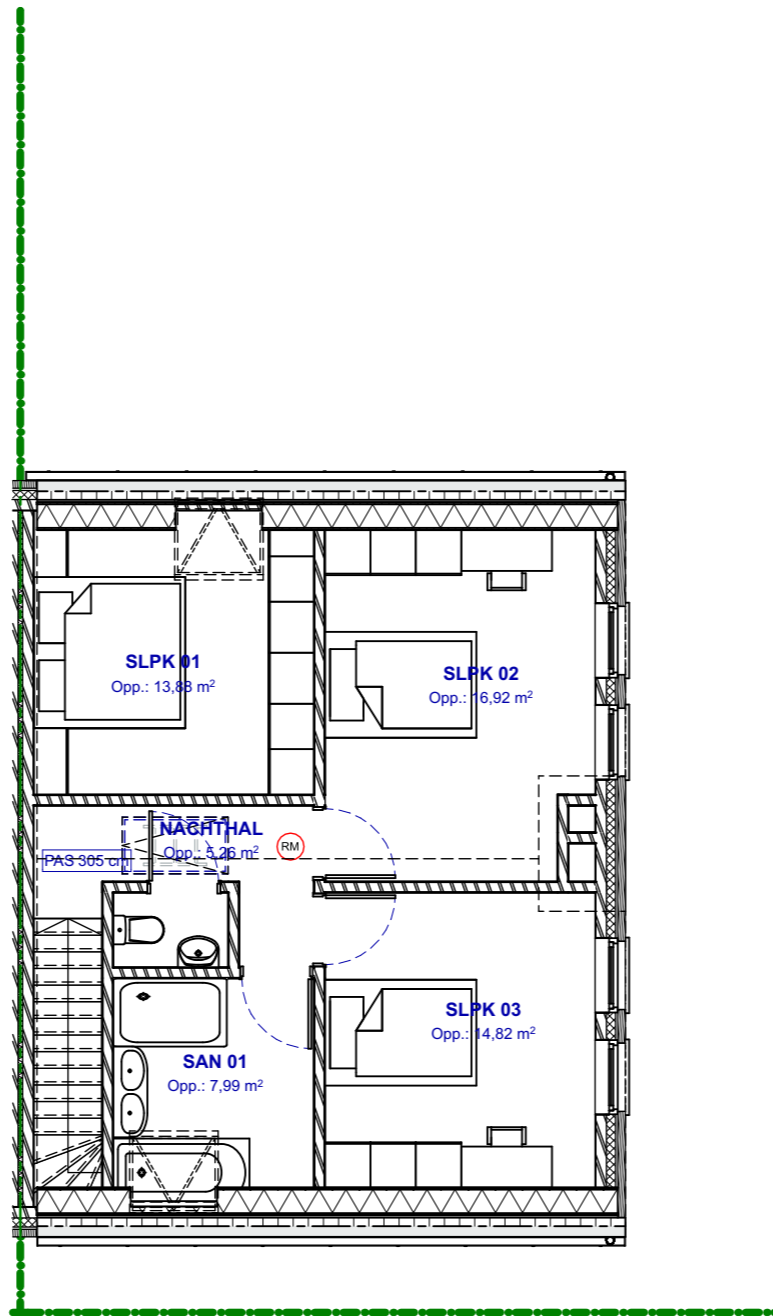 SLPK 01
Opp.: 13,88 m²
SLPK 02
Opp.: 16,92 m²
NACHTHAL
Opp.: 5,26 m²
RM
PAS 305 cm
SLPK 03
Opp.: 14,82 m²
SAN 01
Opp.: 7,99 m²